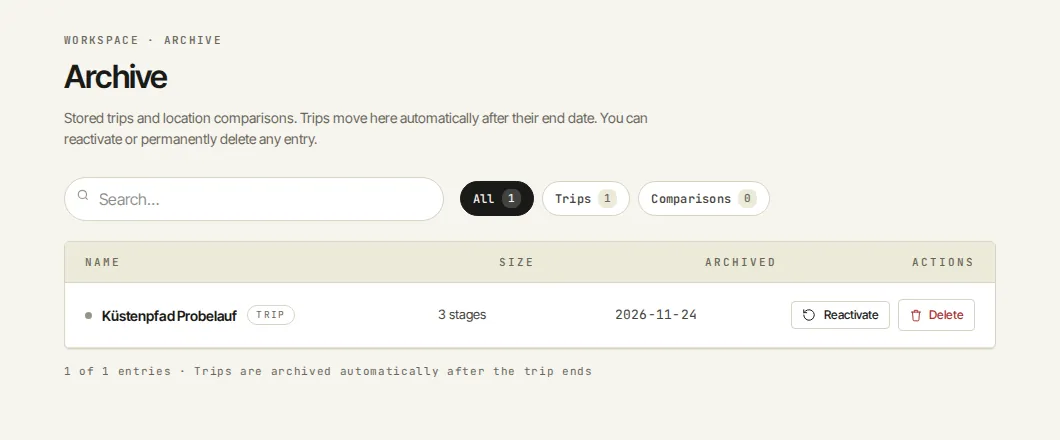 WORKSPACE · ARCHIVE
Archive
Stored trips and location comparisons. Trips move here automatically after their end date. You can
reactivate or permanently delete any entry.
Search...
All 1
Trips 1
Comparisons 0
NAME SIZE ARCHIVED ACTIONS
Küstenpfad Probelauf TRIP 3 stages 2026-11-24 Reactivate Delete
1 of 1 entries · Trips are archived automatically after the trip ends